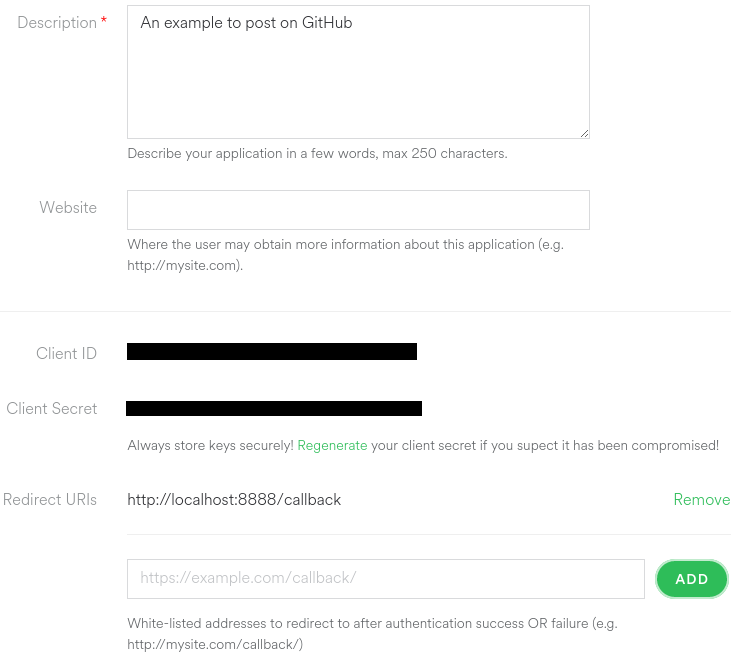 Description *
An example to post on GitHub
Describe your application in a few words, max 250 characters.
Website
Where the user may obtain more information about this application (e.g.
http://mysite.com).
Client ID
Client Secret
Always store keys securely! Regenerate your client secret if you supect it has been compromised!
Redirect URIs
http://localhost:8888/callback
Remove
https://example.com/callback/
ADD
White-listed addresses to redirect to after authentication success OR failure (e.g.
http://mysite.com/callback/)